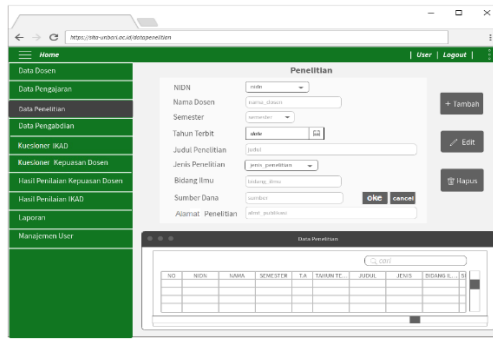 https://sita-unbari.ac.id/datapenelitian
Home | User | Logout |
Data Dosen
Data Pengajaran
Data Penelitian
Data Pengabdian
Kuesioner IKAD
Kuesioner Kepuasan Dosen
Hasil Penilaian Kepuasan Dosen
Hasil Penilaian IKAD
Laporan
Manajemen User
Penelitian
NIDN
Nama Dosen nama_dosen
Semester semester
Tahun Terbit
Judul Penelitian judul
Jenis Penelitian jenis_penelitian
Bidang Ilmu bidang_ilmu
Sumber Dana sumber oke cancel
Alamat Penelitian
+ Tambah
Edit
Hapus
Data Penelitian
cari
NO NIDN NAMA SEMESTER T.A TAHUN TE... JUDUL JENIS BIDANG IL... S